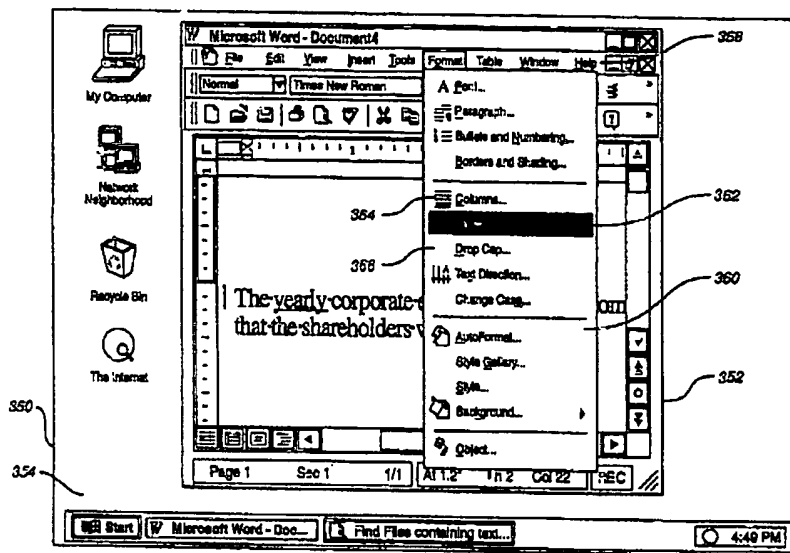 Microsoft Word - Document4
358
File Edit View Insert Tools Format Table Window Help
Normal Times New Roman
My Computer
Network Neighborhood
Recycle Bin
The Internet
Font...
Paragraph...
Bullets and Numbering...
Borders and Shading...
364
Columns...
362
366
Drop Cap...
Text Direction...
360
Change Case...
The yearly corporate
that the shareholders
AutoFormat...
Style Gallery...
Style...
352
Background...
Object...
350
354
Page 1 Sec 1 1/1 At 1.2" Ln 2 Col 22 REC
Start Microsoft Word - Doc... Find Files containing text... 4:49 PM